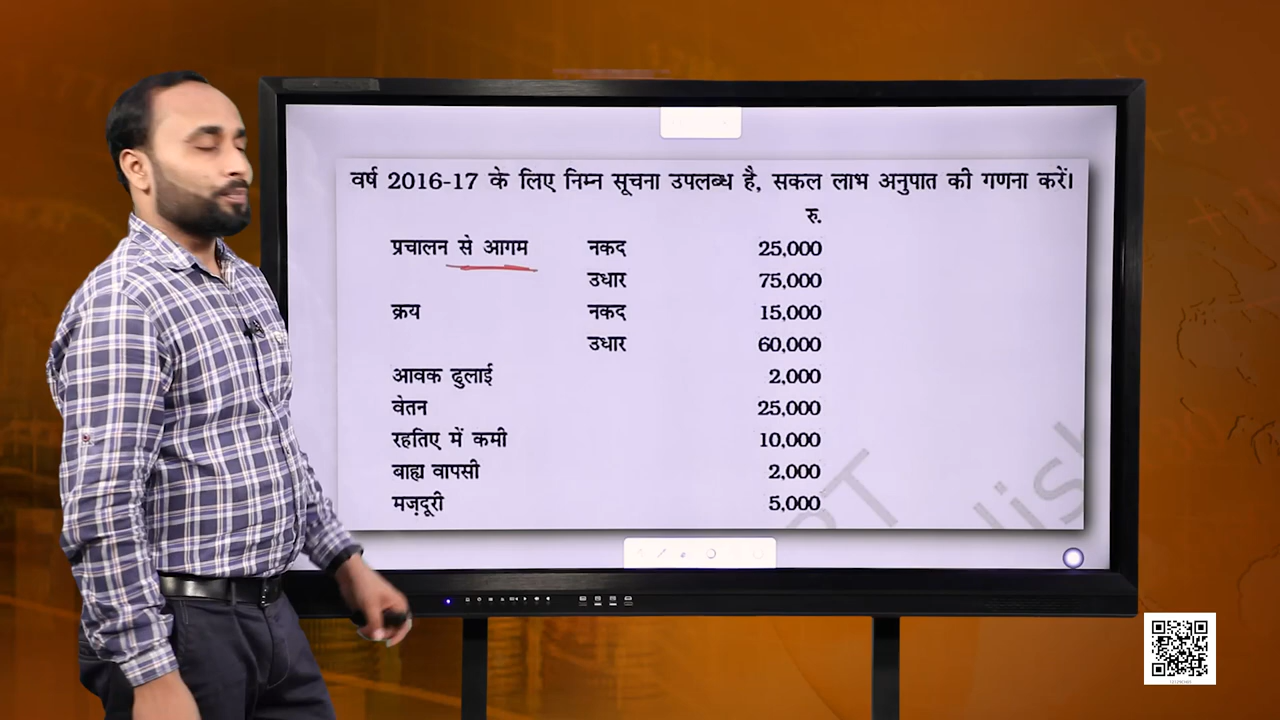 वर्ष 2016-17 के लिए निम्न सूचना उपलब्ध है, सकल लाभ अनुपात की गणना करें।
रु.
प्रचालन से आगम नकद 25,000
उधार 75,000
क्रय नकद 15,000
उधार 60,000
आवक ढुलाई 2,000
वेतन 25,000
रहतिए में कमी 10,000
बाह्य वापसी 2,000
मज़दूरी 5,000